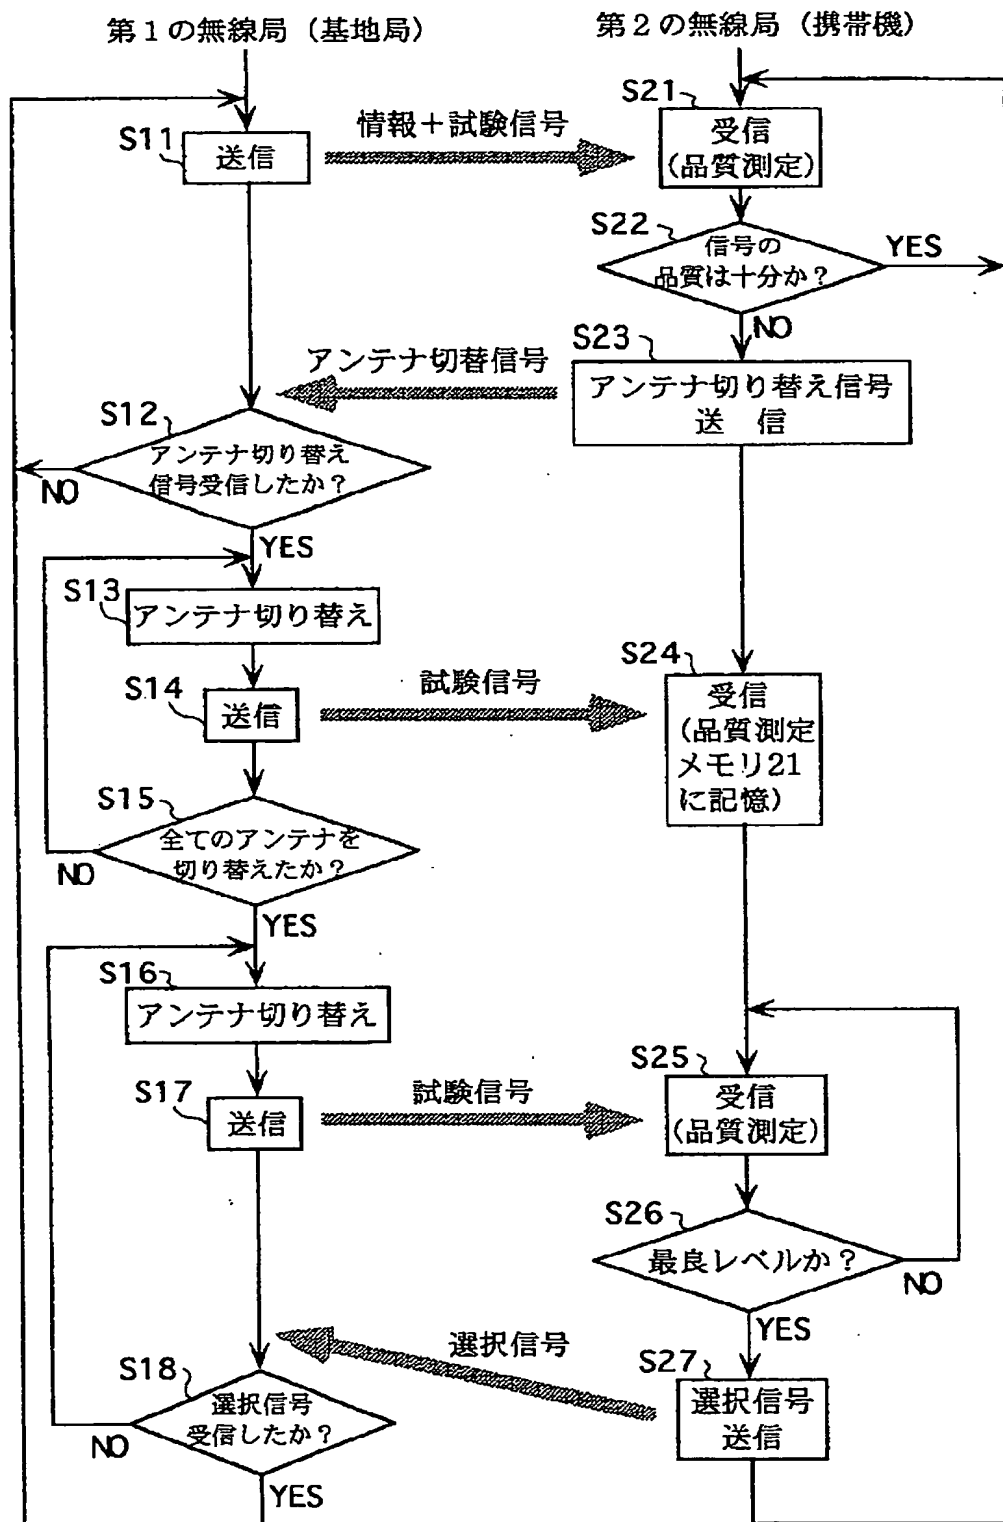 第1の無線局（基地局）
第2の無線局（携帯機）
S11
送信
情報＋試験信号
S21
受信
（品質測定）
S22
信号の
品質は十分か？
YES
NO
S23
アンテナ切り替え信号
送　信
アンテナ切替信号
S12
アンテナ切り替え
信号受信したか？
NO
YES
S13
アンテナ切り替え
S14
送信
試験信号
S24
受信
（品質測定
メモリ21
に記憶）
S15
全てのアンテナを
切り替えたか？
NO
YES
S16
アンテナ切り替え
S17
送信
試験信号
S25
受信
（品質測定）
S26
最良レベルか？
NO
YES
S27
選択信号
送信
選択信号
S18
選択信号
受信したか？
NO
YES